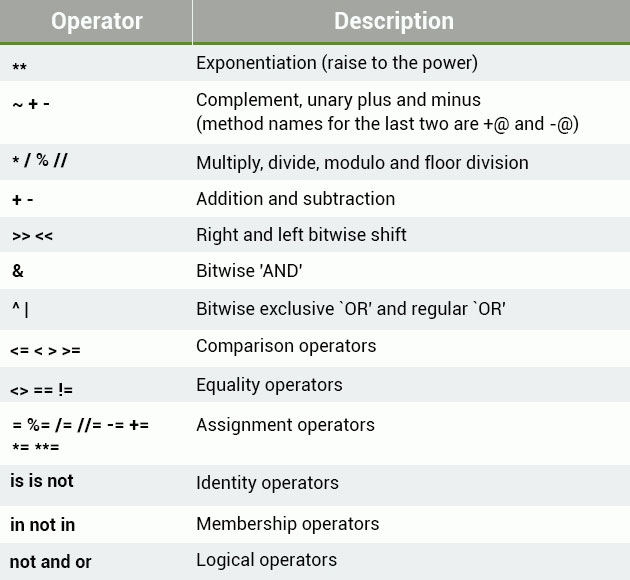 Operator Description
** Exponentiation (raise to the power)
~ + - Complement, unary plus and minus
(method names for the last two are +@ and -@)
* / % // Multiply, divide, modulo and floor division
+ - Addition and subtraction
>> << Right and left bitwise shift
& Bitwise 'AND'
^ | Bitwise exclusive `OR' and regular `OR'
<= < > >= Comparison operators
<> == != Equality operators
= %= /= //= -= += Assignment operators
*= **=
is is not Identity operators
in not in Membership operators
not and or Logical operators